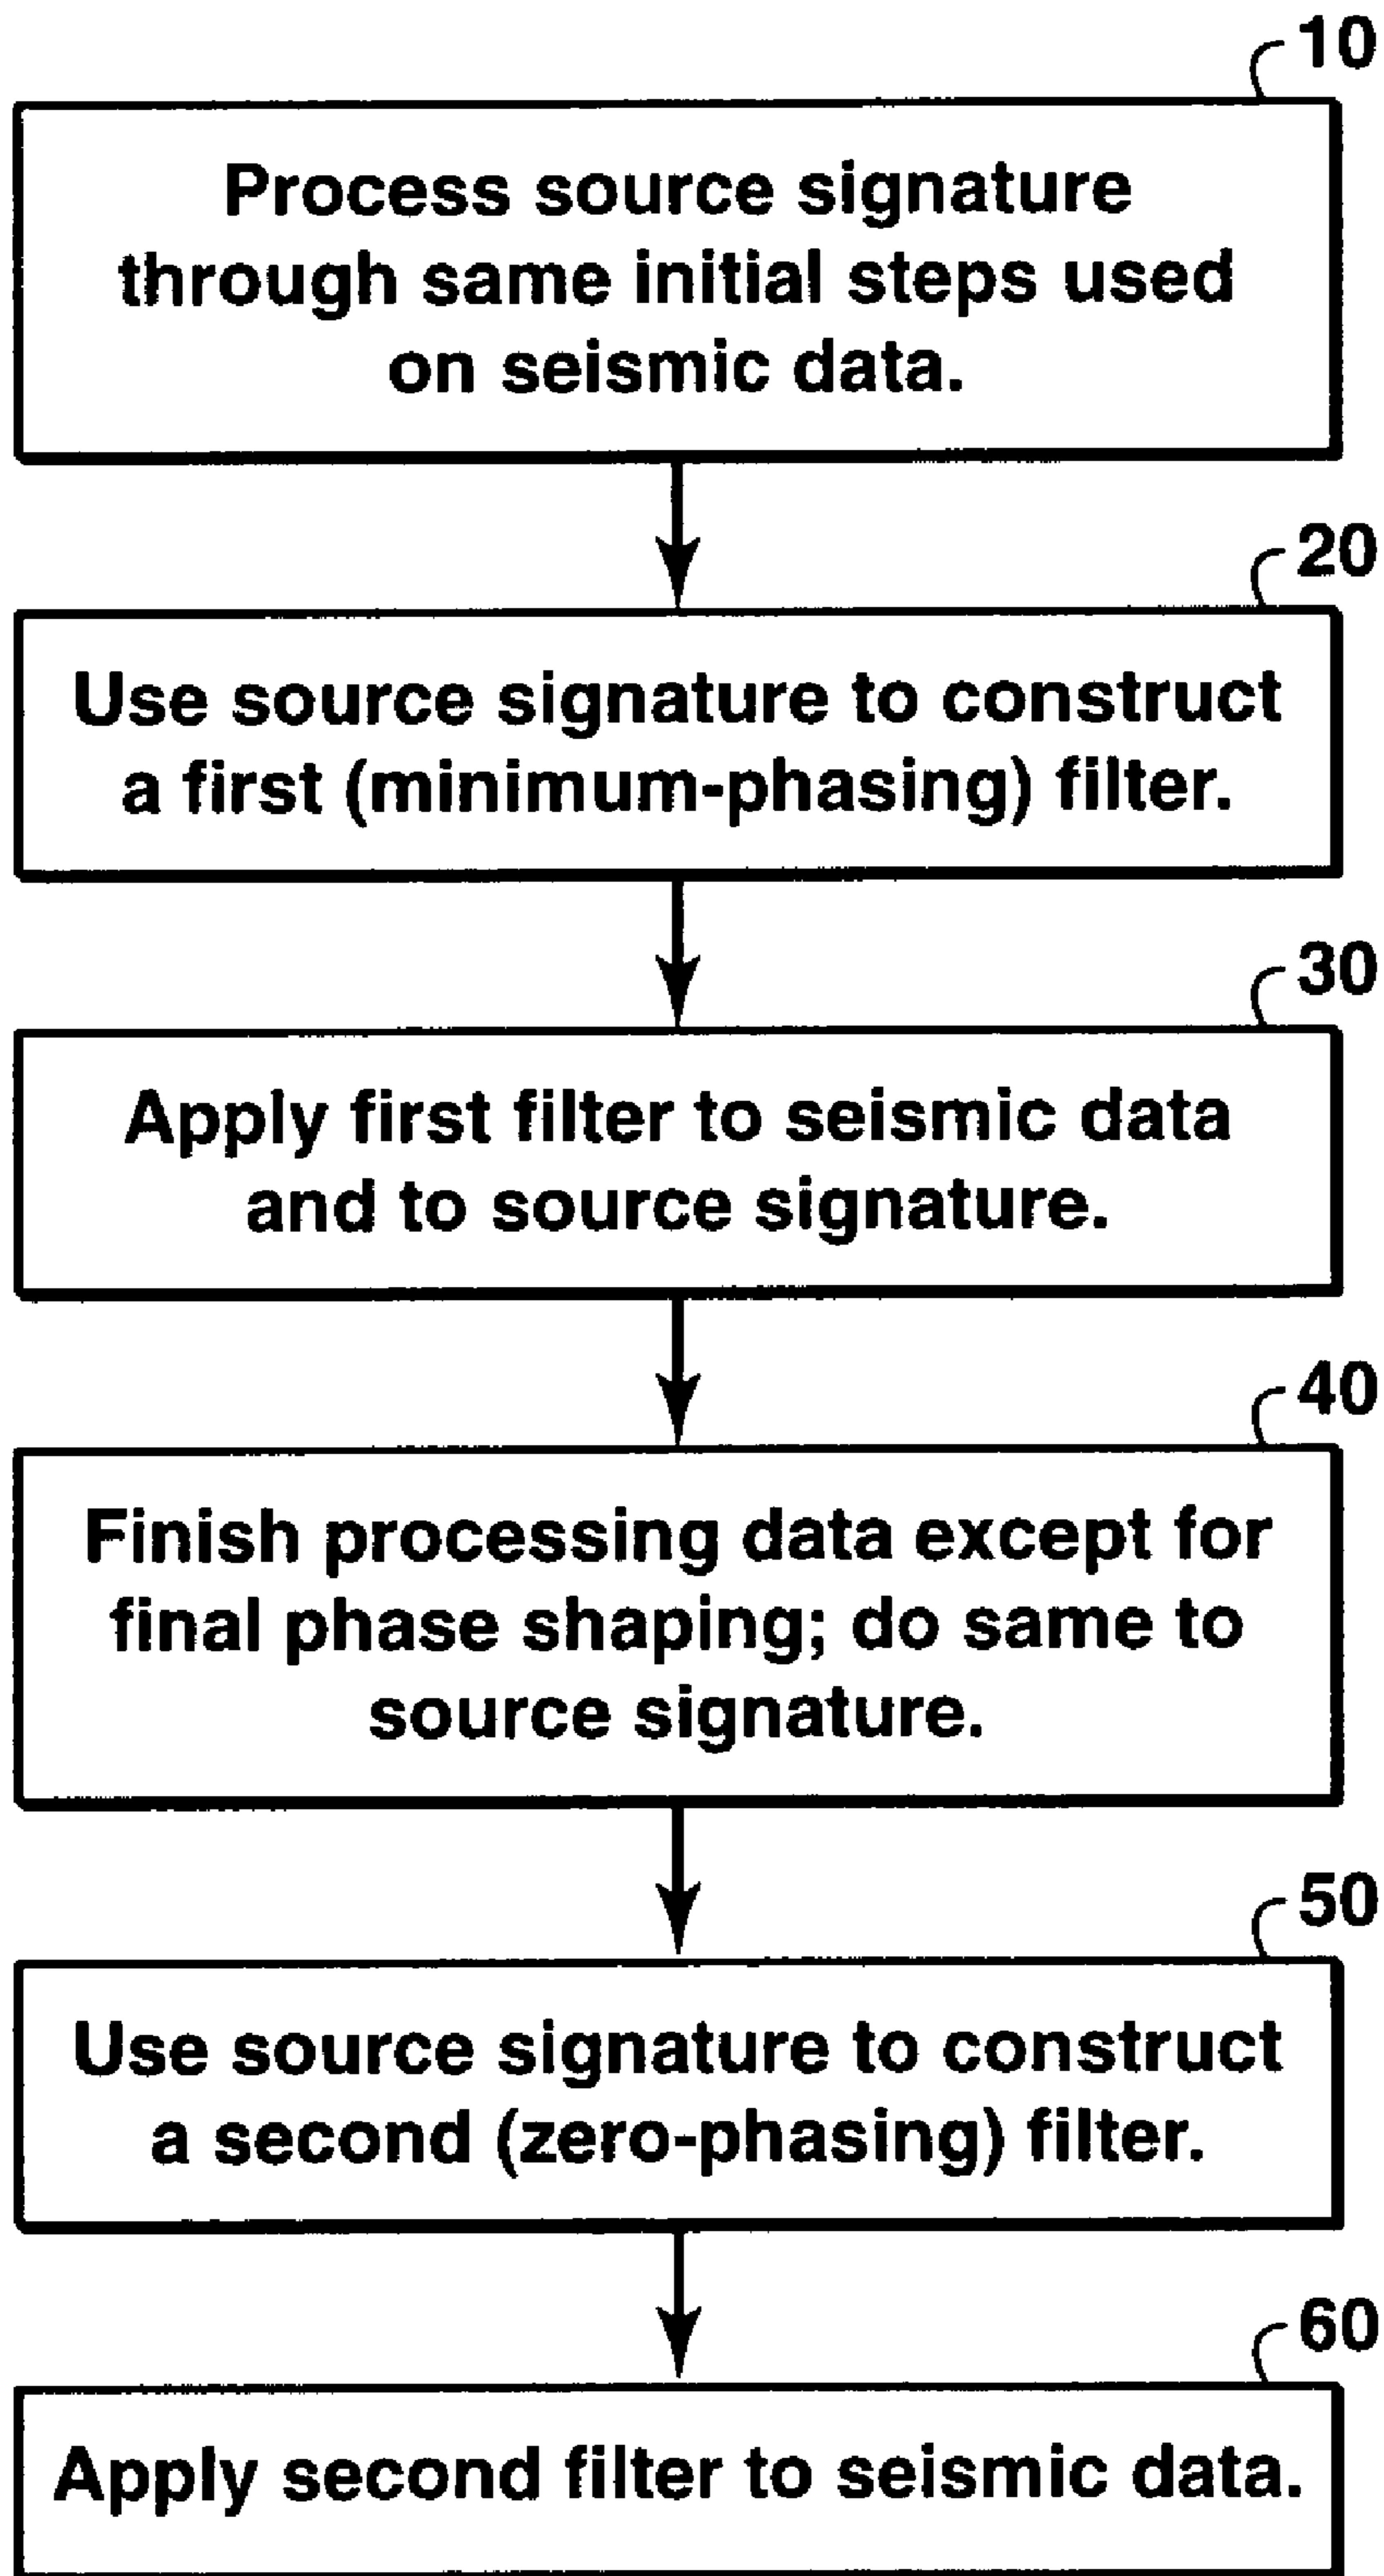 10
Process source signature
through same initial steps used
on seismic data.
20
Use source signature to construct
a first (minimum-phasing) filter.
30
Apply first filter to seismic data
and to source signature.
40
Finish processing data except for
final phase shaping; do same to
source signature.
50
Use source signature to construct
a second (zero-phasing) filter.
60
Apply second filter to seismic data.